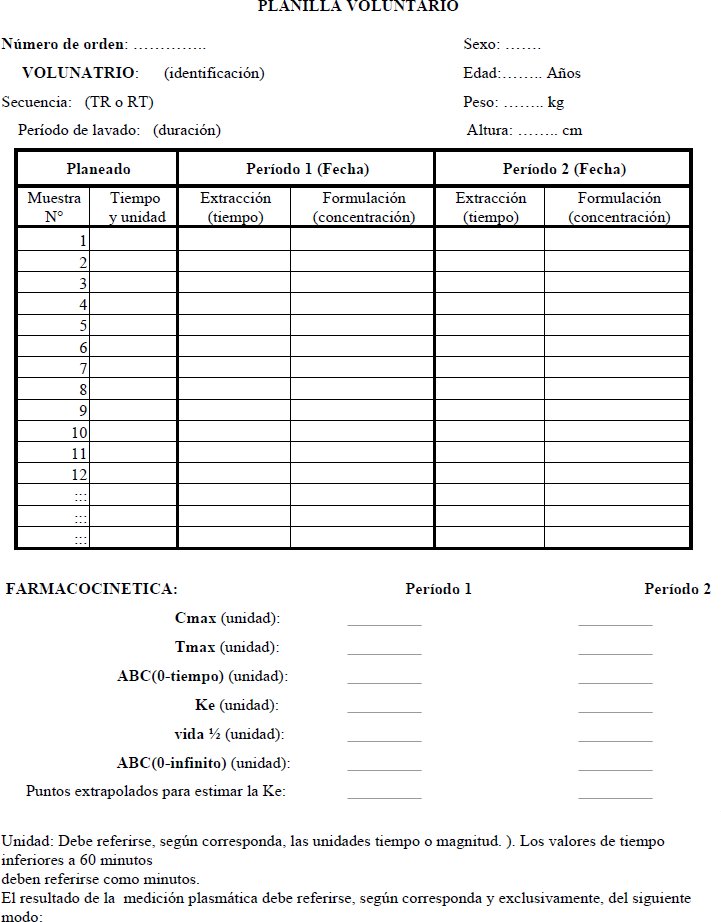 PLANILLA VOLUNTARIO
Número de orden: ………….. Sexo: …….
VOLUNATRIO: (identificación) Edad:…….. Años
Secuencia: (TR o RT) Peso: …….. kg
Período de lavado: (duración) Altura: …….. cm
Planeado Período 1 (Fecha) Período 2 (Fecha)
Muestra N° Tiempo y unidad Extracción (tiempo) Formulación (concentración) Extracción (tiempo) Formulación (concentración)
1
2
3
4
5
6
7
8
9
10
11
12
:::
:::
:::
FARMACOCINETICA: Período 1 Período 2
Cmax (unidad): _________ _________
Tmax (unidad): _________ _________
ABC(0-tiempo) (unidad): _________ _________
Ke (unidad): _________ _________
vida ½ (unidad): _________ _________
ABC(0-infinito) (unidad): _________ _________
Puntos extrapolados para estimar la Ke: _________ _________
Unidad: Debe referirse, según corresponda, las unidades tiempo o magnitud. ). Los valores de tiempo
inferiores a 60 minutos
deben referirse como minutos.
El resultado de la medición plasmática debe referirse, según corresponda y exclusivamente, del siguiente
modo: